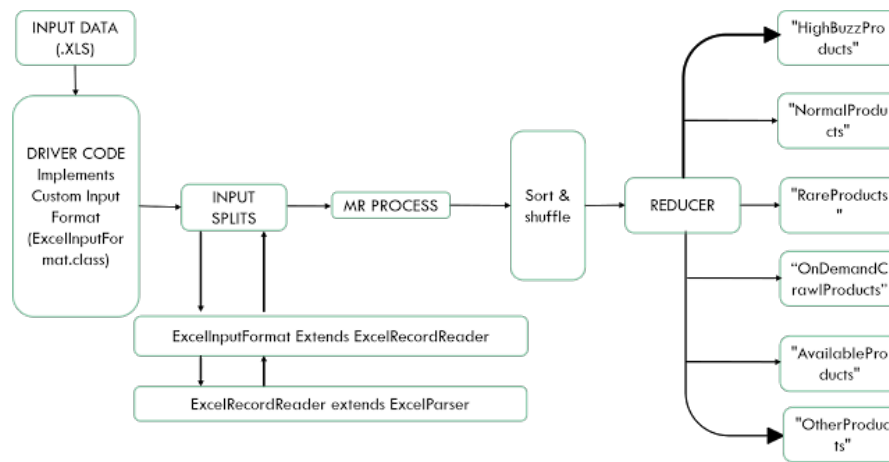 INPUT DATA
(.XLS)
DRIVER CODE
Implements
Custom Input
Format
(ExcelInputFor
mat.class)
INPUT
SPLITS
MR PROCESS
Sort &
shuffle
REDUCER
"HighBuzzPro
ducts"
"NormalProdu
cts"
"RareProducts
"
"OnDemandC
rawlProducts"
"AvailablePro
ducts"
"OtherProduc
ts"
ExcelInputFormat Extends ExcelRecordReader
ExcelRecordReader extends ExcelParser